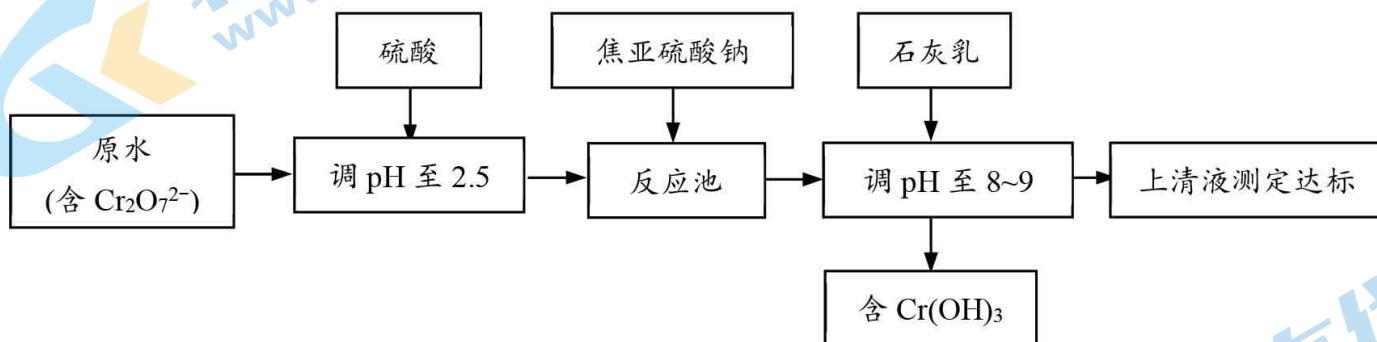 硫酸
焦亚硫酸钠
石灰乳
原水
(含 Cr₂O₇²⁻)
调 pH 至 2.5
反应池
调 pH 至 8~9
上清液测定达标
含 Cr(OH)₃